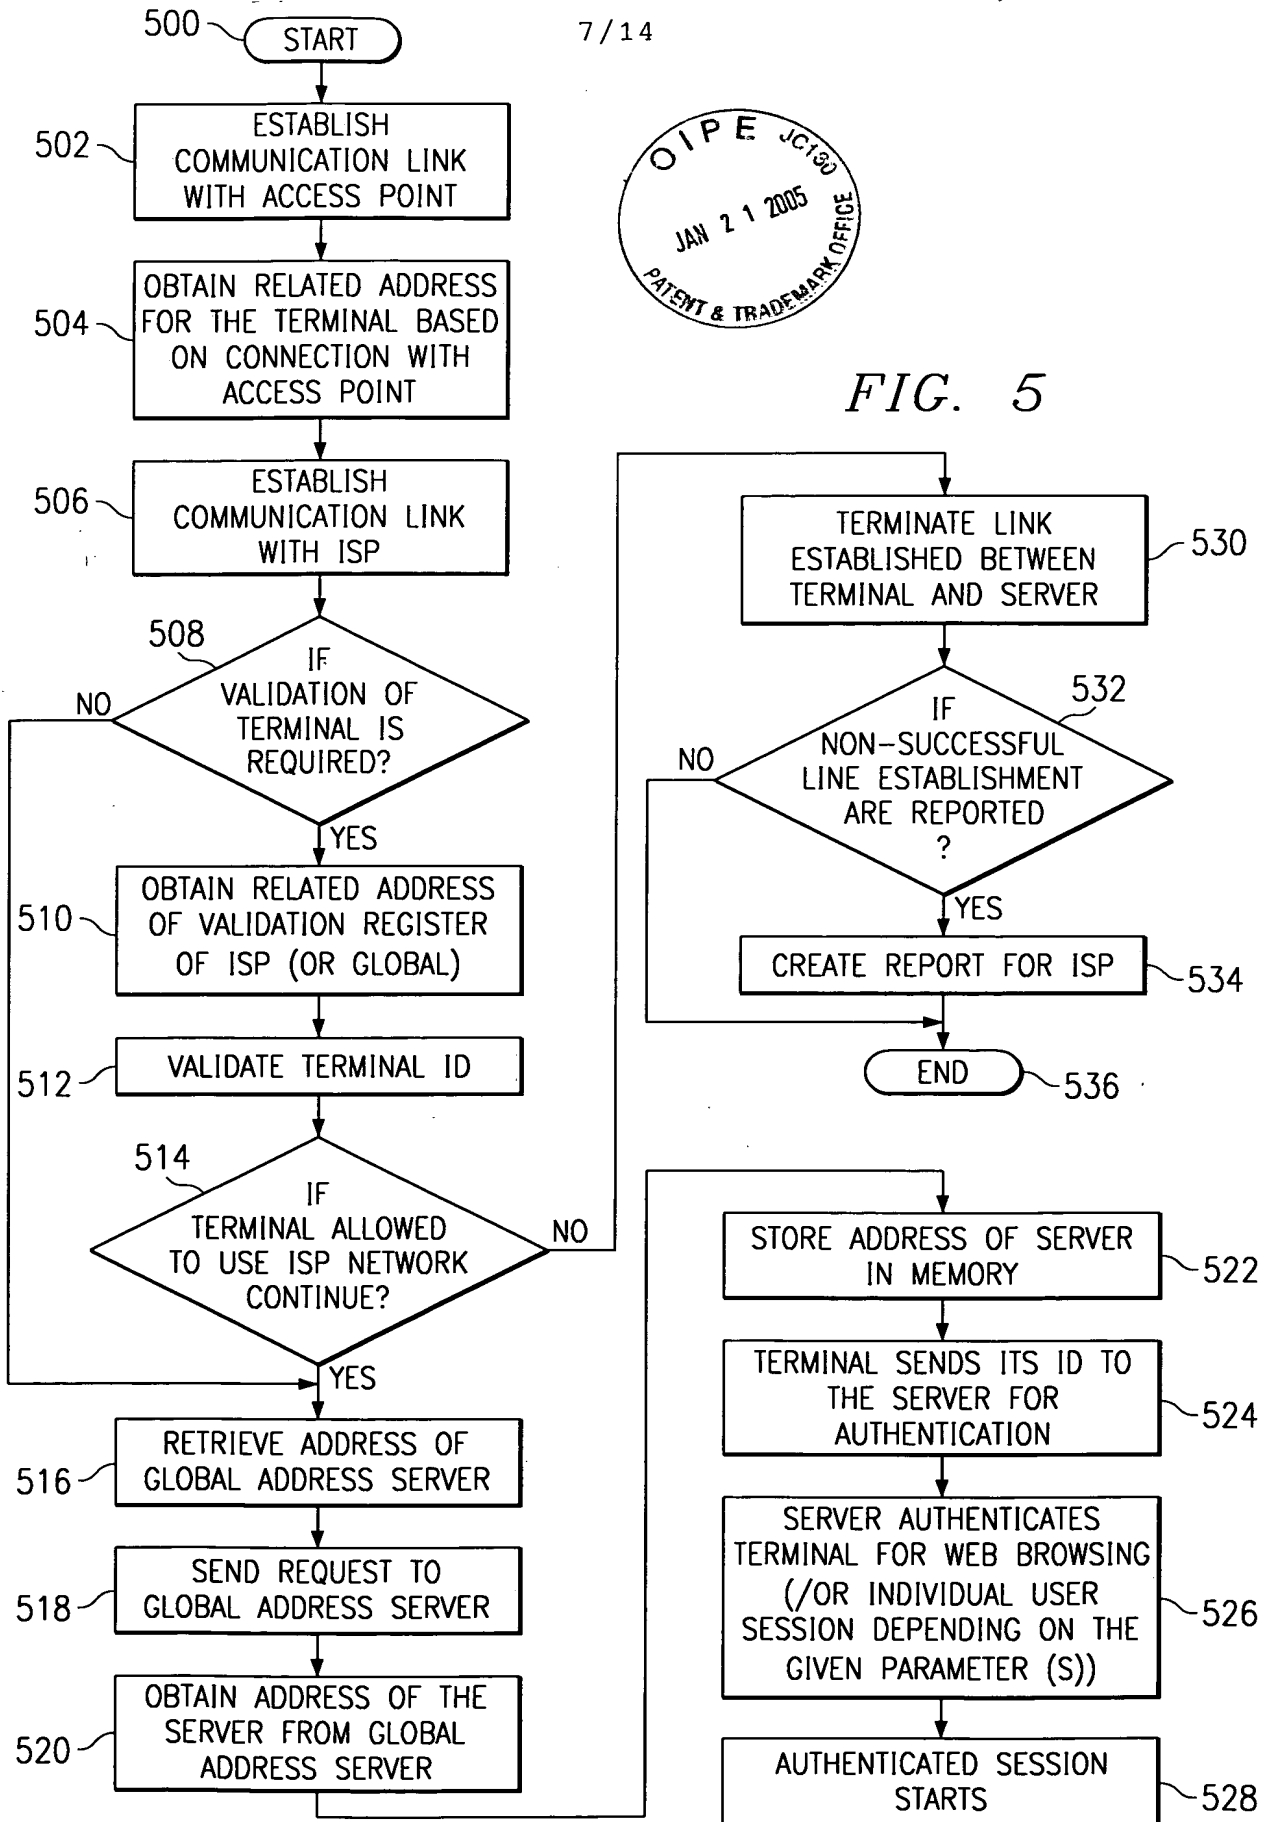 7/14
500
START
502
ESTABLISH
COMMUNICATION LINK
WITH ACCESS POINT
504
OBTAIN RELATED ADDRESS
FOR THE TERMINAL BASED
ON CONNECTION WITH
ACCESS POINT
506
ESTABLISH
COMMUNICATION LINK
WITH ISP
508
IF
VALIDATION OF
TERMINAL IS
REQUIRED?
NO
YES
510
OBTAIN RELATED ADDRESS
OF VALIDATION REGISTER
OF ISP (OR GLOBAL)
512
VALIDATE TERMINAL ID
514
IF
TERMINAL ALLOWED
TO USE ISP NETWORK
CONTINUE?
NO
YES
516
RETRIEVE ADDRESS OF
GLOBAL ADDRESS SERVER
518
SEND REQUEST TO
GLOBAL ADDRESS SERVER
520
OBTAIN ADDRESS OF THE
SERVER FROM GLOBAL
ADDRESS SERVER
OIPE JC130
JAN 21 2005
PATENT & TRADEMARK OFFICE
FIG. 5
TERMINATE LINK
ESTABLISHED BETWEEN
TERMINAL AND SERVER
530
532
IF
NON-SUCCESSFUL
LINE ESTABLISHMENT
ARE REPORTED
?
NO
YES
CREATE REPORT FOR ISP
534
END
536
STORE ADDRESS OF SERVER
IN MEMORY
522
TERMINAL SENDS ITS ID TO
THE SERVER FOR
AUTHENTICATION
524
SERVER AUTHENTICATES
TERMINAL FOR WEB BROWSING
(/OR INDIVIDUAL USER
SESSION DEPENDING ON THE
GIVEN PARAMETER (S))
526
AUTHENTICATED SESSION
STARTS
528